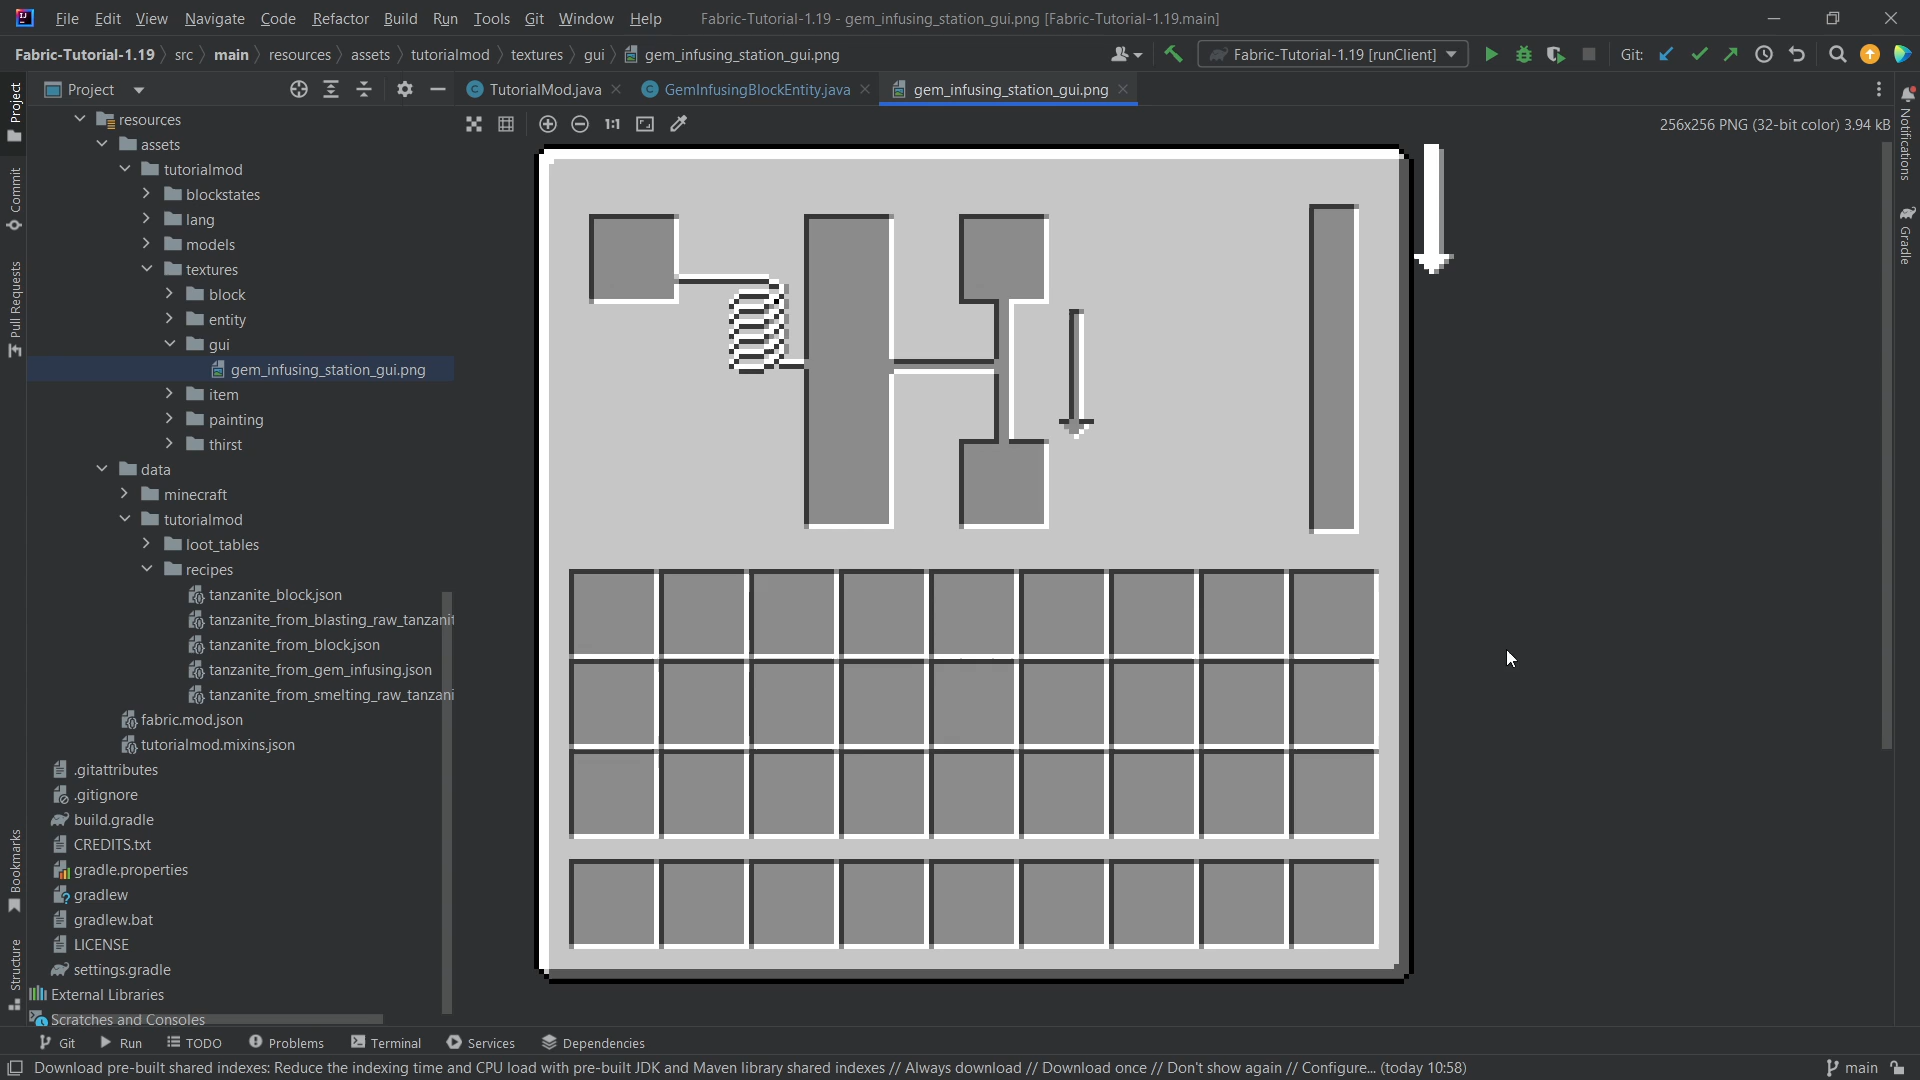 File Edit View Navigate Code Refactor Build Run Tools Git Window Help Fabric-Tutorial-1.19 - gem_infusing_station_gui.png [Fabric-Tutorial-1.19.main]
Fabric-Tutorial-1.19 src main resources assets tutorialmod textures gui gem_infusing_station_gui.png Fabric-Tutorial-1.19 [runClient] Git:
Project TutorialMod.java GemInfusingBlockEntity.java gem_infusing_station_gui.png
1:1 256x256 PNG (32-bit color) 3.94 kB
resources
assets
tutorialmod
blockstates
lang
models
textures
block
entity
gui
gem_infusing_station_gui.png
item
painting
thirst
data
minecraft
tutorialmod
loot_tables
recipes
tanzanite_block.json
tanzanite_from_blasting_raw_tanzanit
tanzanite_from_block.json
tanzanite_from_gem_infusing.json
tanzanite_from_smelting_raw_tanzani
fabric.mod.json
tutorialmod.mixins.json
.gitattributes
.gitignore
build.gradle
CREDITS.txt
gradle.properties
gradlew
gradlew.bat
LICENSE
settings.gradle
External Libraries
Scratches and Consoles
Project
Commit
Pull Requests
Bookmarks
Structure
Notifications
Gradle
Git Run TODO Problems Terminal Services Dependencies
Download pre-built shared indexes: Reduce the indexing time and CPU load with pre-built JDK and Maven library shared indexes // Always download // Download once // Don't show again // Configure... (today 10:58) main